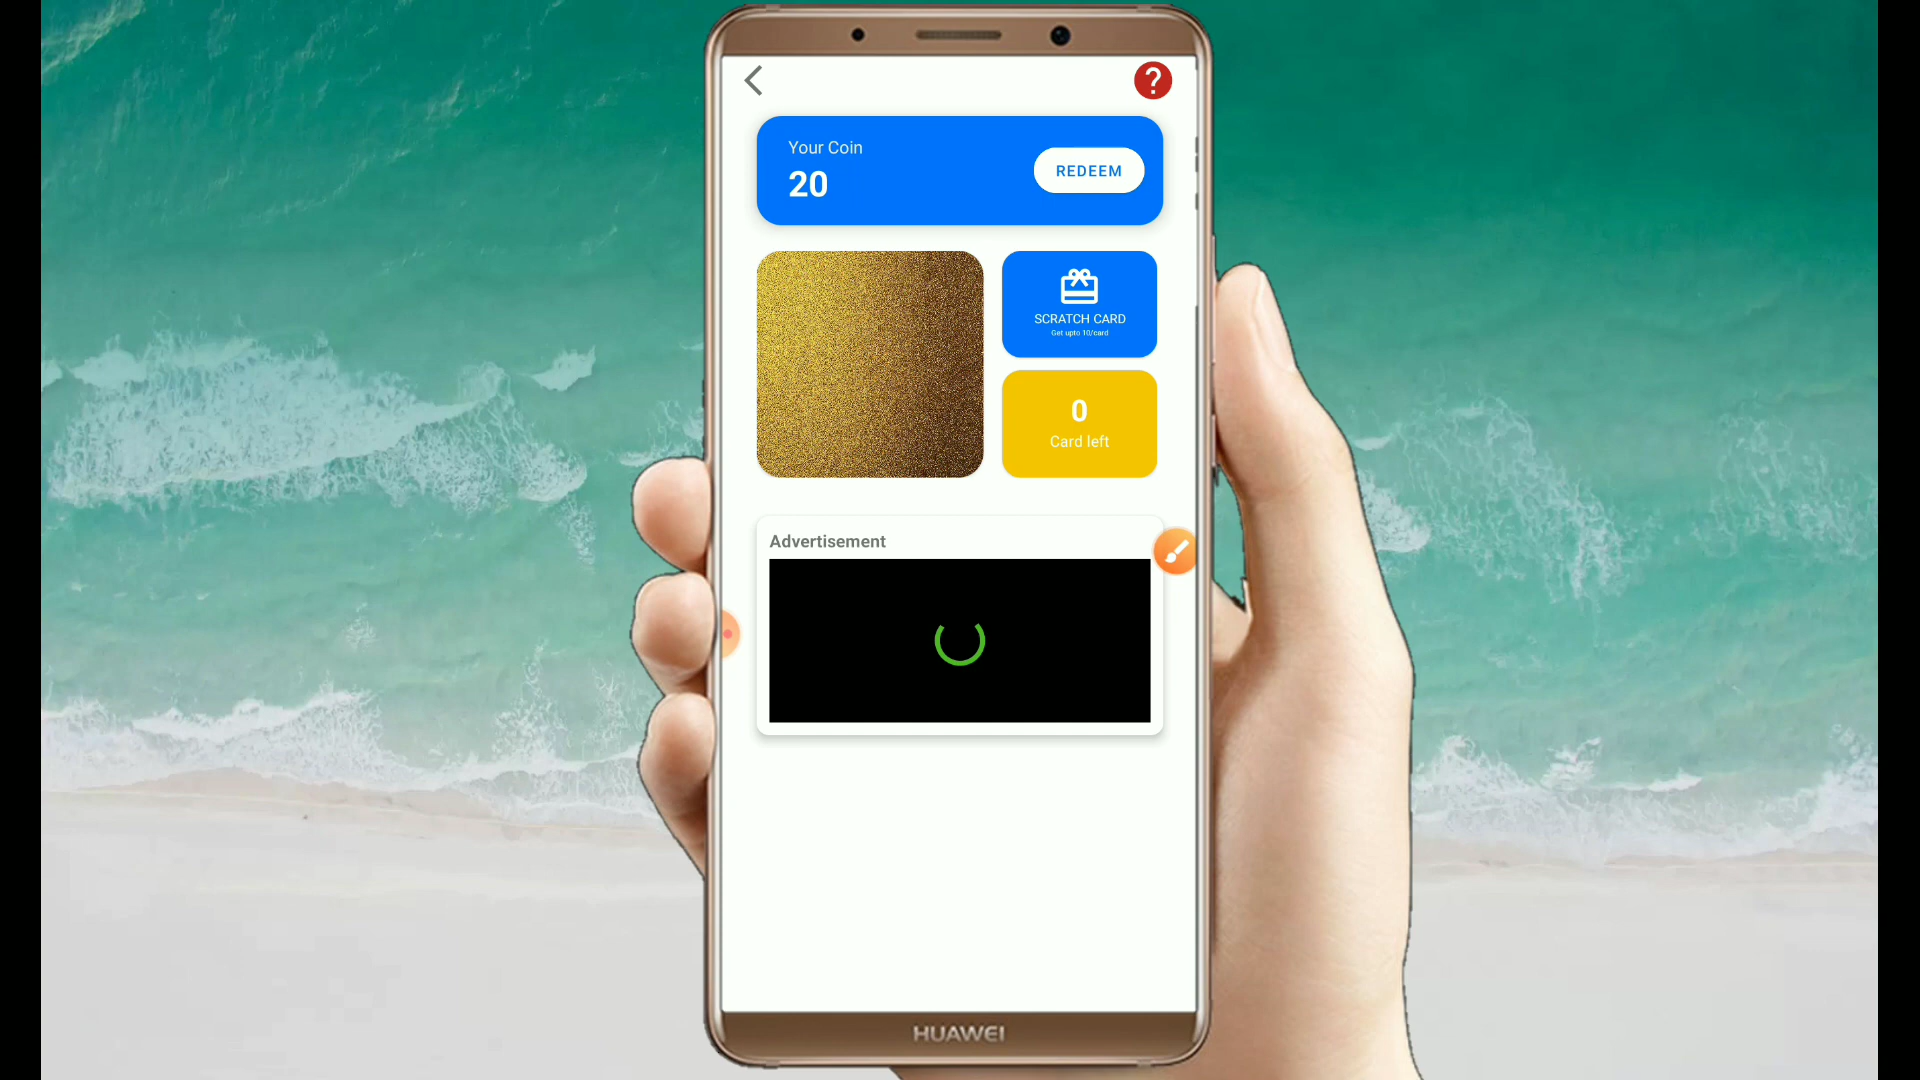 ?
Your Coin
20
REDEEM
SCRATCH CARD
Get upto 10/card
0
Card left
Advertisement
HUAWEI